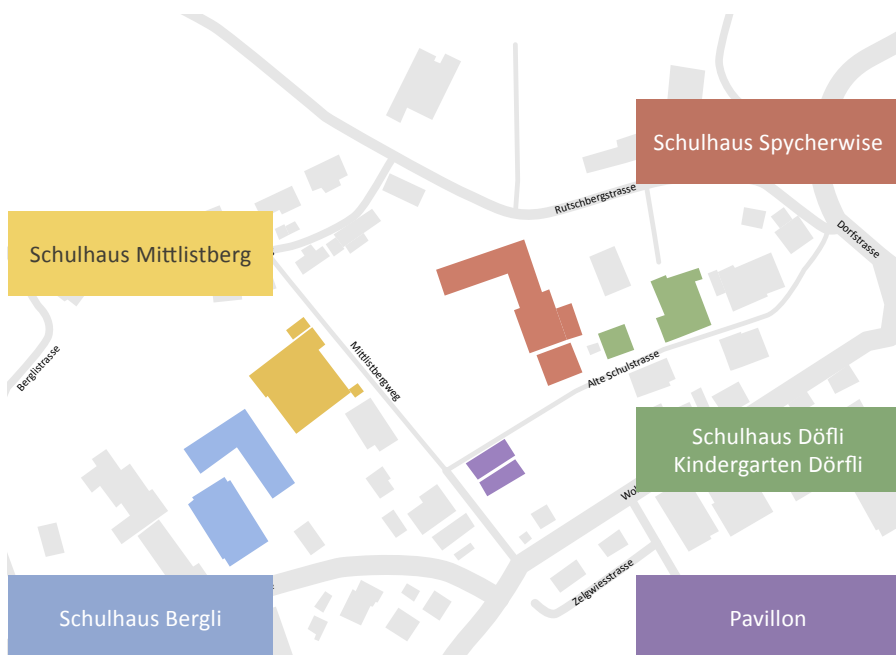 Schulhaus Spycherwise
Rutschbergstrasse
Dorfstrasse
Schulhaus Mittlistberg
Berglistrasse
Mittlistbergweg
Alte Schulstrasse
Schulhaus Döfli
Kindergarten Dörfli
Zelgwiesstrasse
Schulhaus Bergli
Pavillon